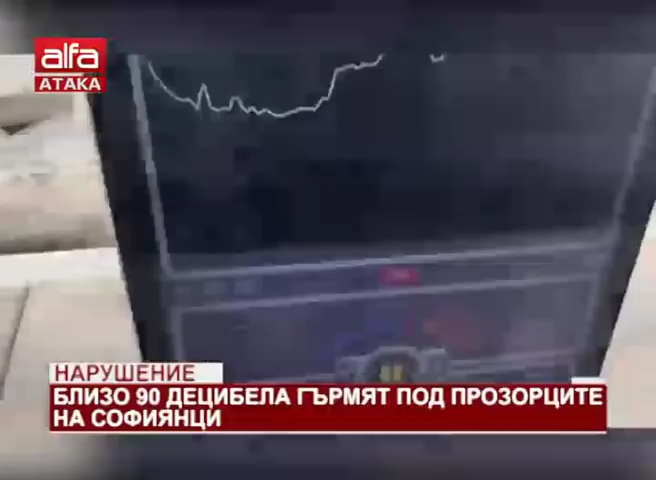 alfa
АТАКА
НАРУШЕНИЕ
БЛИЗО 90 ДЕЦИБЕЛА ГЪРМЯТ ПОД ПРОЗОРЦИТЕ
НА СОФИЯНЦИ